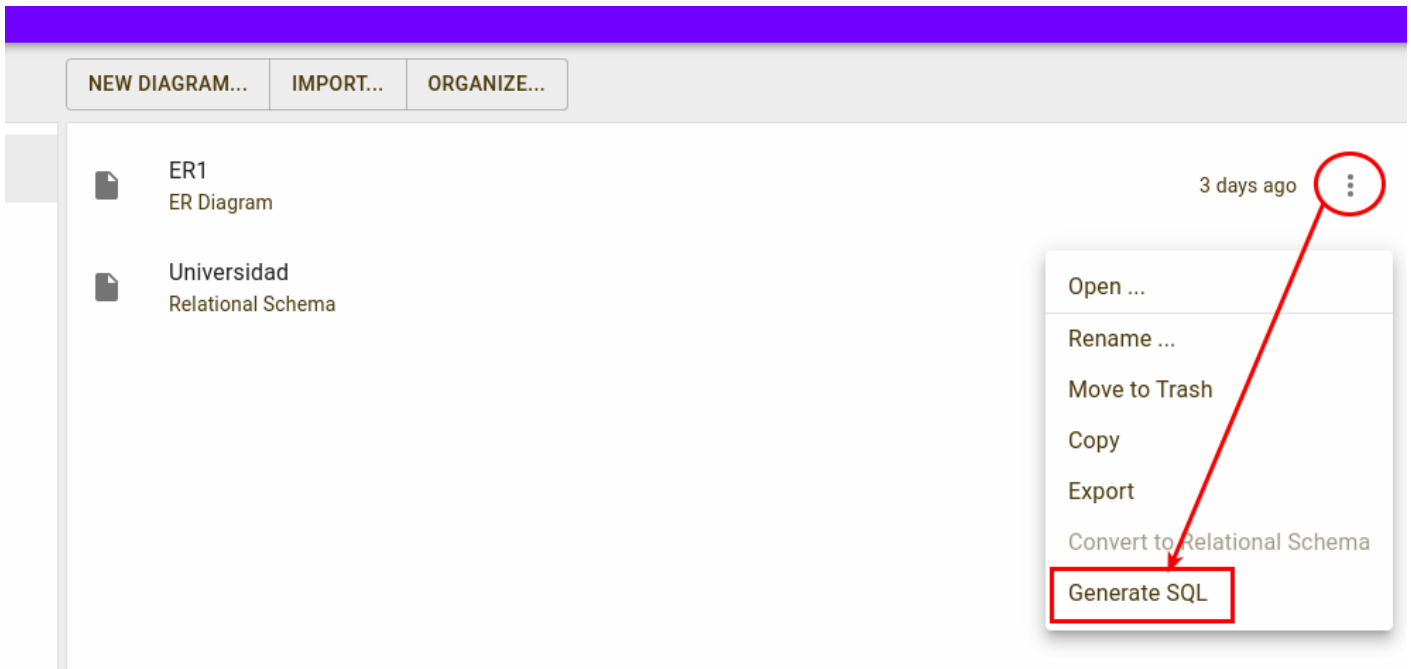 NEW DIAGRAM...
IMPORT...
ORGANIZE...
ER1
ER Diagram
3 days ago
Universidad
Relational Schema
Open ...
Rename ...
Move to Trash
Copy
Export
Convert to Relational Schema
Generate SQL